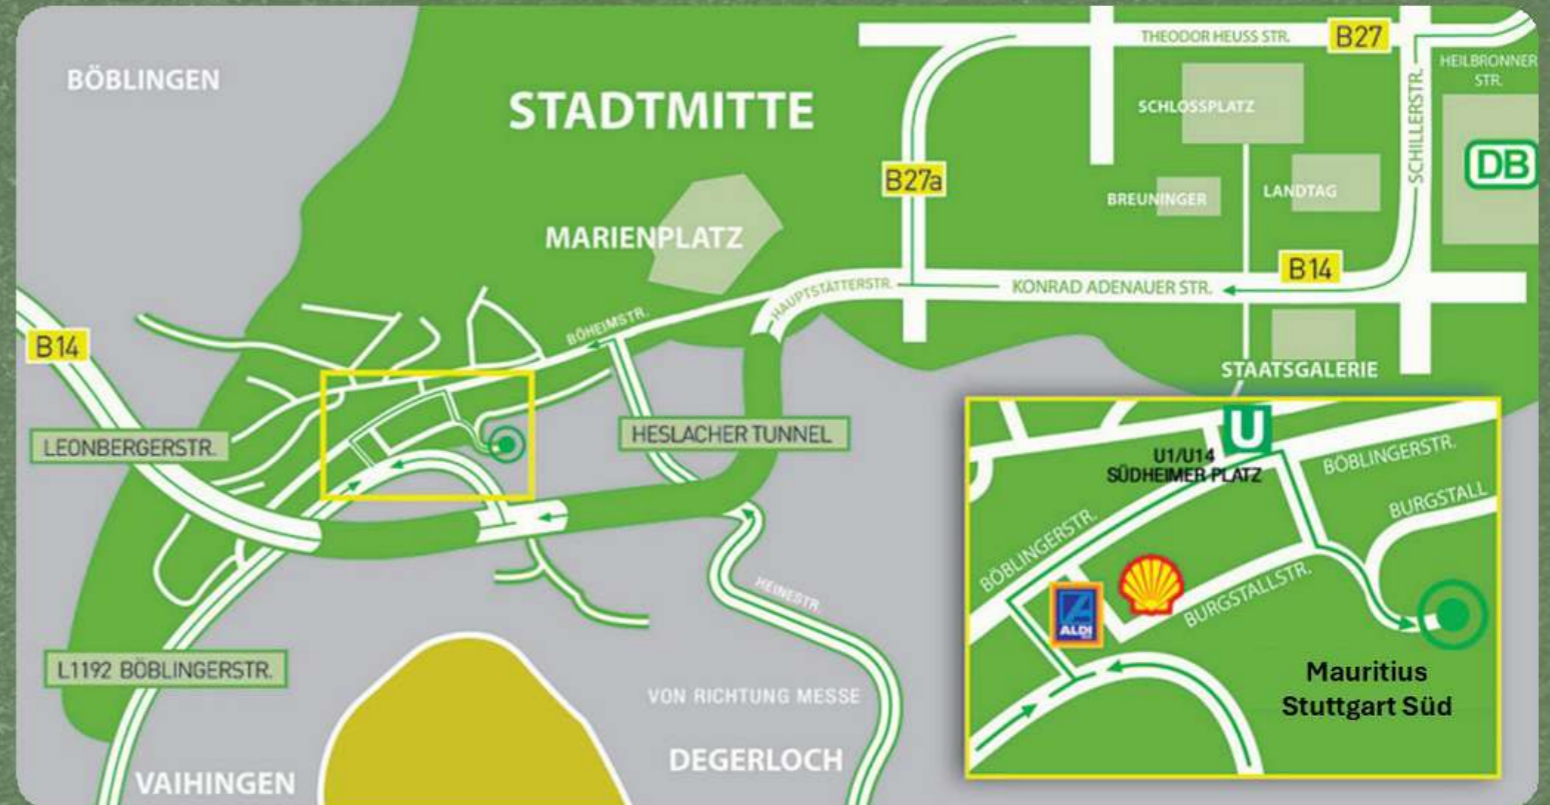 BÖBLINGEN
STADTMITTE
THEODOR HEUSS STR.
B27
HEILBRONNER
STR.
SCHLOSSPLATZ
SCHILLERSTR.
DB
B27a
BREUNINGER
LANDTAG
MARIENPLATZ
B14
HAUPTSTÄTTERSTR.
KONRAD ADENAUER STR.
BÖHEIMSTR.
B14
STAATSGALERIE
LEONBERGERSTR.
HESLACHER TUNNEL
U
U1/U14
SÜDHEIMER PLATZ
BÖBLINGERSTR.
BURGSTALL
BÖBLINGERSTR.
ALDI
BURGSTALLSTR.
HEINESTR.
L1192 BÖBLINGERSTR.
Mauritius
Stuttgart Süd
VON RICHTUNG MESSE
DEGERLOCH
VAIHINGEN